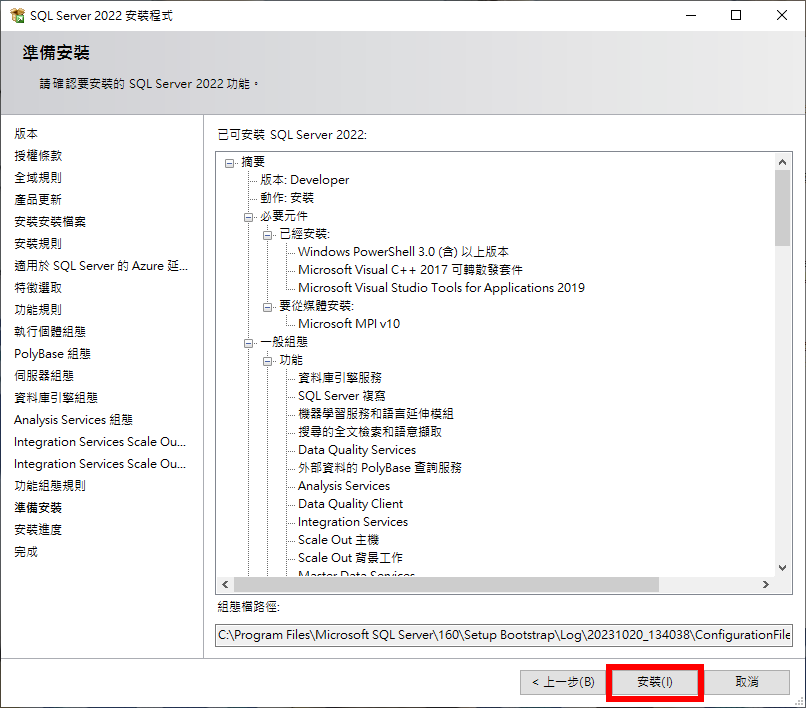 SQL Server 2022 安裝程式
準備安裝
請確認要安裝的 SQL Server 2022 功能。
版本
授權條款
全域規則
產品更新
安裝安裝檔案
安裝規則
適用於 SQL Server 的 Azure 延...
特徵選取
功能規則
執行個體組態
PolyBase 組態
伺服器組態
資料庫引擎組態
Analysis Services 組態
Integration Services Scale Ou...
Integration Services Scale Ou...
功能組態規則
準備安裝
安裝進度
完成
已可安裝 SQL Server 2022:
摘要
版本: Developer
動作: 安裝
必要元件
已經安裝:
Windows PowerShell 3.0 (含) 以上版本
Microsoft Visual C++ 2017 可轉散發套件
Microsoft Visual Studio Tools for Applications 2019
要從媒體安裝:
Microsoft MPI v10
一般組態
功能
資料庫引擎服務
SQL Server 複寫
機器學習服務和語言延伸模組
搜尋的全文檢索和語意擷取
Data Quality Services
外部資料的 PolyBase 查詢服務
Analysis Services
Data Quality Client
Integration Services
Scale Out 主機
Scale Out 背景工作
Master Data Services
組態檔路徑:
C:\Program Files\Microsoft SQL Server\160\Setup Bootstrap\Log\20231020_134038\ConfigurationFile
< 上一步(B)
安裝(I)
取消